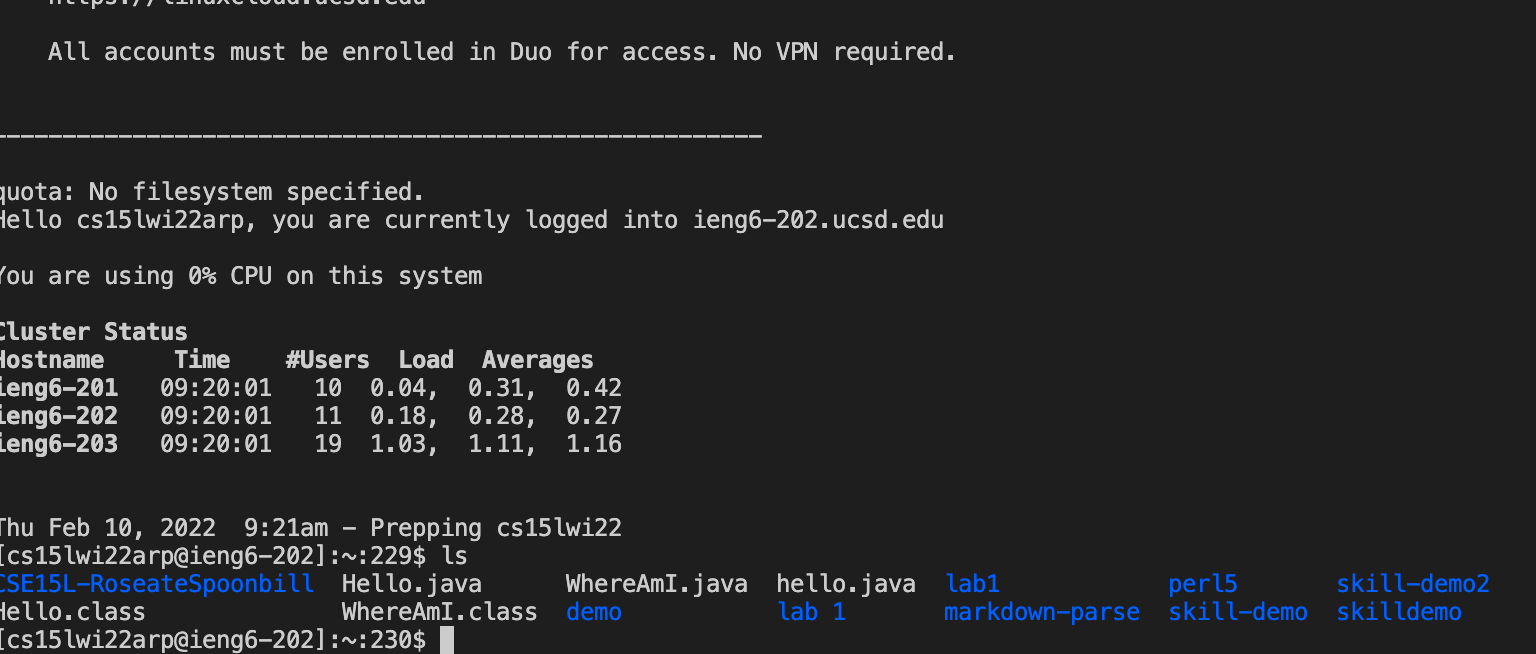 https://linuxcloud.ucsd.edu
All accounts must be enrolled in Duo for access. No VPN required.
quota: No filesystem specified.
Hello cs15lwi22arp, you are currently logged into ieng6-202.ucsd.edu
You are using 0% CPU on this system
Cluster Status
Hostname     Time    #Users  Load  Averages
ieng6-201   09:20:01   10  0.04,  0.31,  0.42
ieng6-202   09:20:01   11  0.18,  0.28,  0.27
ieng6-203   09:20:01   19  1.03,  1.11,  1.16
Thu Feb 10, 2022  9:21am - Prepping cs15lwi22
[cs15lwi22arp@ieng6-202]:~:229$ ls
CSE15L-RoseateSpoonbill  Hello.java      WhereAmI.java  hello.java  lab1            perl5       skill-demo2
Hello.class              WhereAmI.class  demo           lab 1       markdown-parse  skill-demo  skilldemo
[cs15lwi22arp@ieng6-202]:~:230$